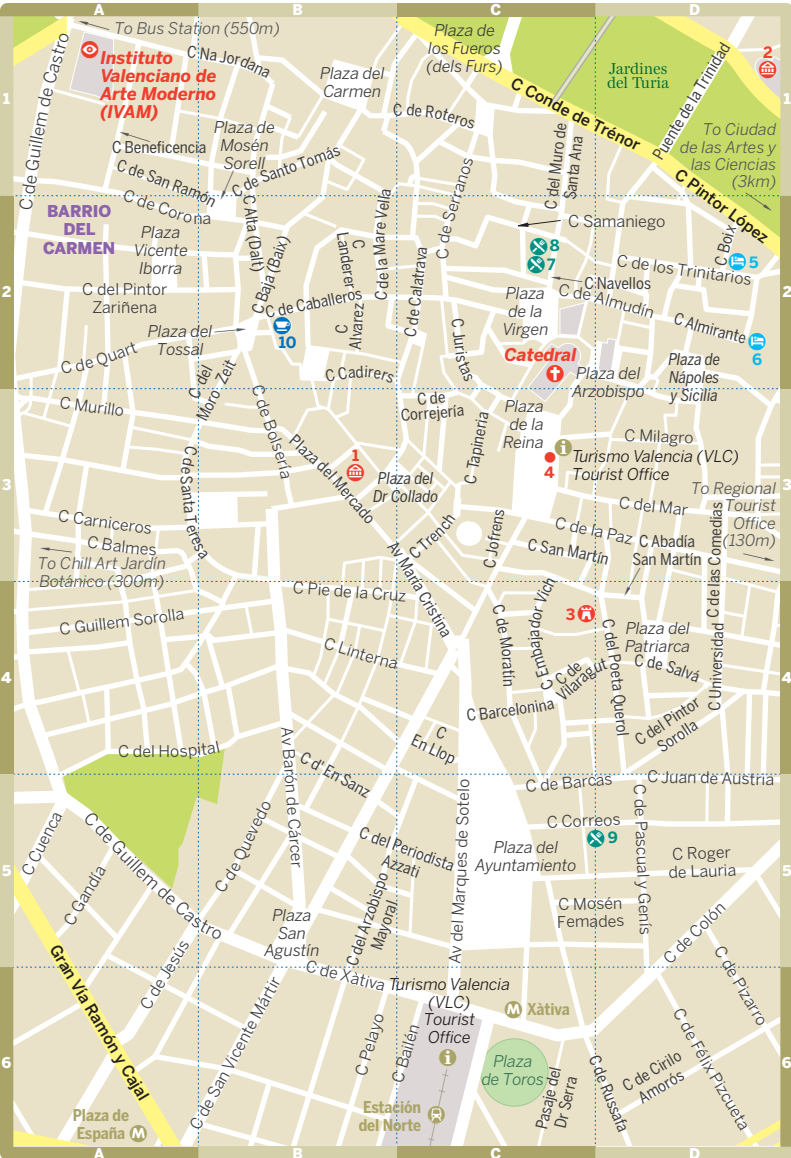 A
B
C
D
To Bus Station (550m)
Instituto
Valenciano de
Arte Moderno
(IVAM)
C de Guillem de Castro
C Na Jordana
Plaza del
Carmen
Plaza de
los Fueros
(dels Furs)
Jardines
del Turia
Puente de la Trinidad
2
1
1
C Conde de Trénor
C de Roteros
C Beneficencia
Plaza de
Mosén
Sorell
C de Santo Tomás
C de San Ramón
C de Corona
C del Muro de
Santa Ana
To Ciudad
de las Artes y
las Ciencias
(3km)
C Pintor López
BARRIO
DEL
CARMEN
Plaza
Vicente
Iborra
C Alta (Dalt)
C Baja (Baix)
C
Landerer
C de la Mare Vella
C de Serranos
C Samaniego
8
7
C Boix
5
C de los Trinitarios
C Navellos
C de Almudín
2
2
C del Pintor
Zariñena
C de Caballeros
10
C
Alvarez
C de Calatrava
Plaza
de la
Virgen
C Almirante
6
Plaza del
Tossal
C de Quart
C Juristas
Catedral
Plaza del
Arzobispo
Plaza de
Nápoles
y Sicilia
C Cadirers
C del
Moro Zeit
C Murillo
C de Bolsería
C de
Correjería
Plaza
de la
Reina
C Milagro
Turismo Valencia (VLC)
Tourist Office
4
1
Plaza del Mercado
Plaza del
Dr Collado
C Tapinería
C de Santa Teresa
3
3
To Regional
Tourist
Office
(130m)
C del Mar
C Carniceros
C Balmes
To Chill Art Jardín
Botánico (300m)
C Trench
Av María Cristina
C Jofrens
C de la Paz
C San Martín
C Abadía
San Martín
C de las Comedias
C Pie de la Cruz
C Guillem Sorolla
C Linterna
C de Moratín
C Embajador Vich
3
C de
Vilaragut
C del Poeta Querol
Plaza del
Patriarca
C de Salvá
C Universidad
4
4
C Barcelonina
C del Pintor
Sorolla
C
En Llop
C del Hospital
Av Barón de Cárcer
C d' En Sanz
Av del Marques de Sotelo
C de Barcas
C Juan de Austria
C Correos
9
C Cuenca
C de Guillem de Castro
C de Quevedo
C del Periodista
Azzati
Plaza del
Ayuntamiento
C de Pascual y Genís
C Roger
de Lauria
5
5
C Gandía
Plaza
San
Agustín
C del Arzobispo
Mayoral
C Mosén
Femades
C de Colón
C de Jesús
C de Xàtiva
Turismo Valencia
(VLC)
Tourist
Office
Xàtiva
C de Pizarro
Gran Vía Ramón y Cajal
C de San Vicente Mártir
C Pelayo
C Bailén
Plaza
de Toros
Pasaje del
Dr Serra
C de Russafa
C de Cirilo
Amorós
C de Félix Pizcueta
6
6
Plaza de
España
Estación
del Norte
A
B
C
D